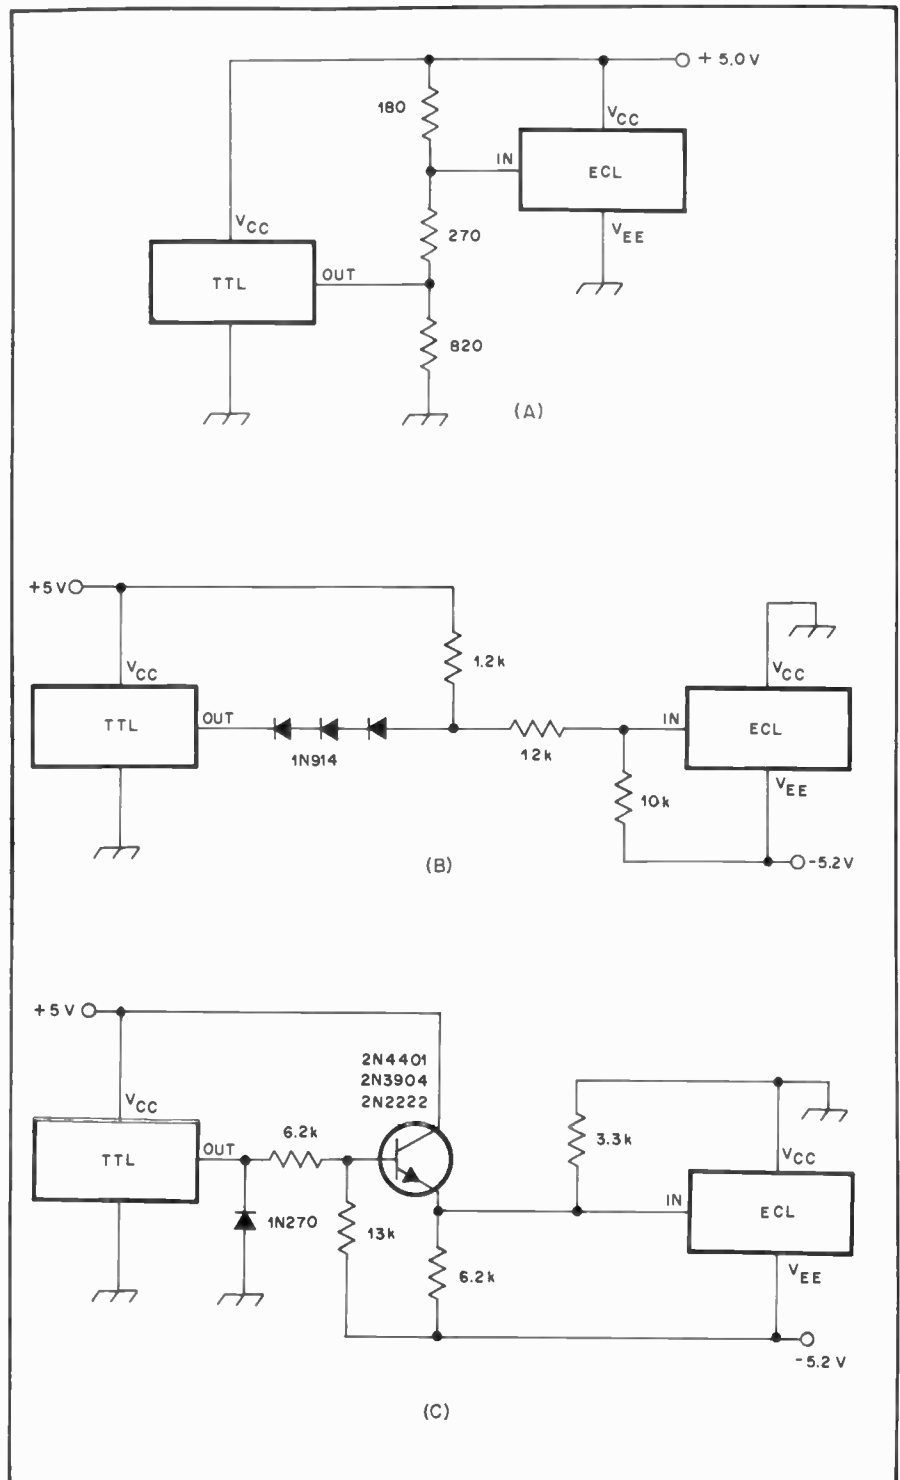 + 5.0 V
180
VCC
IN
ECL
270
VEE
VCC
TTL
OUT
820
(A)
+5 V
1.2k
VCC
VCC
TTL
OUT
1N914
12k
IN
ECL
10k
VEE
-5.2V
(B)
+5 V
2N4401
2N3904
2N2222
VCC
6.2k
3.3k
VCC
TTL
OUT
1N270
13k
IN
ECL
6.2k
VEE
-5.2 V
(C)